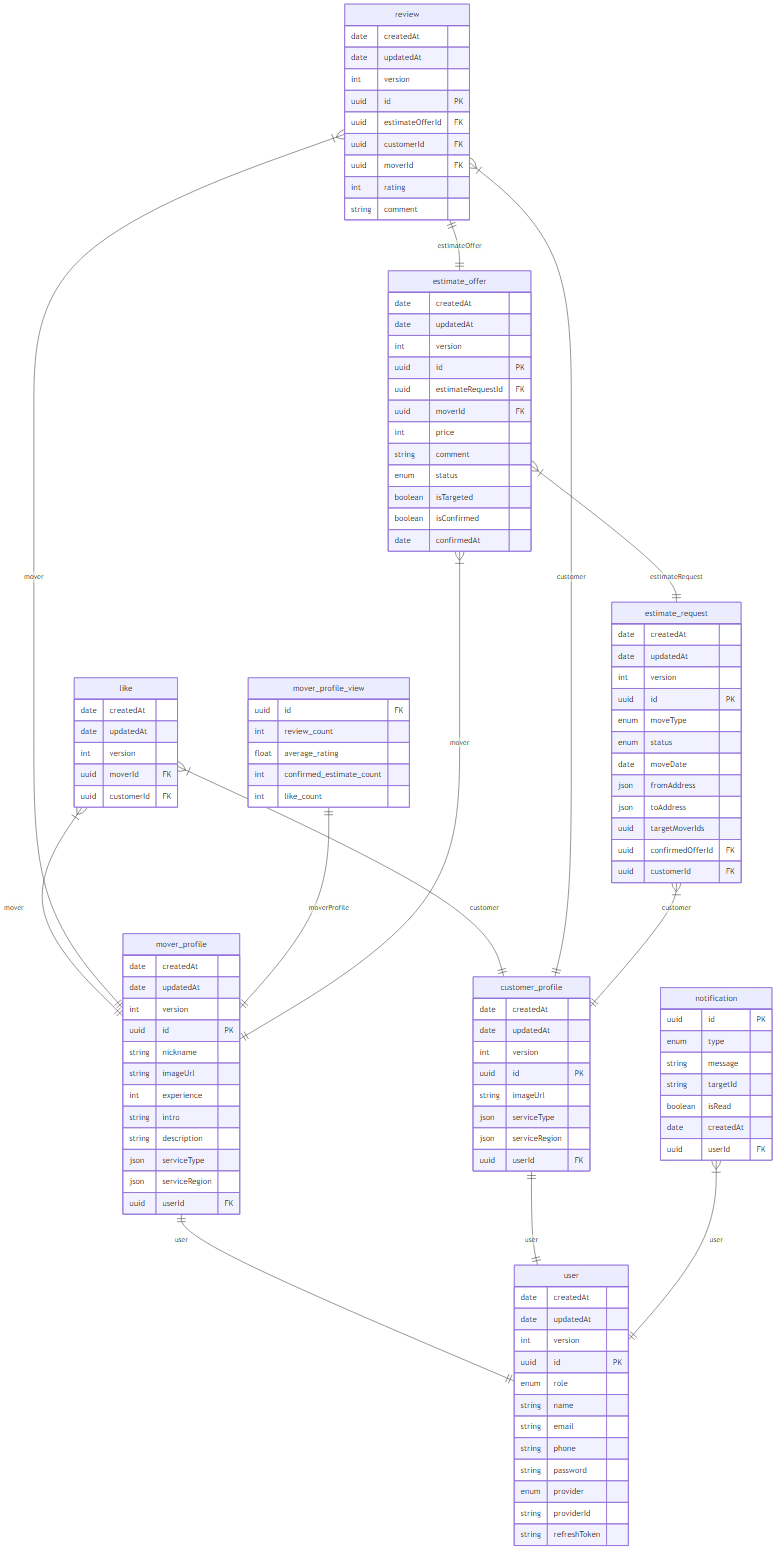 review
date createdAt
date updatedAt
int version
uuid id PK
uuid estimateOfferId FK
uuid customerId FK
uuid moverId FK
int rating
string comment
estimateOffer
estimate_offer
date createdAt
date updatedAt
int version
uuid id PK
uuid estimateRequestId FK
uuid moverId FK
int price
string comment
enum status
boolean isTargeted
boolean isConfirmed
date confirmedAt
mover
customer
estimateRequest
estimate_request
date createdAt
date updatedAt
int version
uuid id PK
enum moveType
enum status
date moveDate
json fromAddress
json toAddress
uuid targetMoverIds
uuid confirmedOfferId FK
uuid customerId FK
like
date createdAt
date updatedAt
int version
uuid moverId FK
uuid customerId FK
mover_profile_view
uuid id FK
int review_count
float average_rating
int confirmed_estimate_count
int like_count
mover
mover
moverProfile
customer
customer
mover_profile
date createdAt
date updatedAt
int version
uuid id PK
string nickname
string imageUrl
int experience
string intro
string description
json serviceType
json serviceRegion
uuid userId FK
customer_profile
date createdAt
date updatedAt
int version
uuid id PK
string imageUrl
json serviceType
json serviceRegion
uuid userId FK
notification
uuid id PK
enum type
string message
string targetId
boolean isRead
date createdAt
uuid userId FK
user
user
user
user
date createdAt
date updatedAt
int version
uuid id PK
enum role
string name
string email
string phone
string password
enum provider
string providerId
string refreshToken